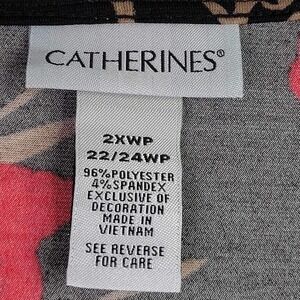 CATHERINES®
2XWP
22/24WP
96%POLYESTER
4%SPANDEX
EXCLUSIVE OF
DECORATION
MADE IN
VIETNAM
SEE REVERSE
FOR CARE